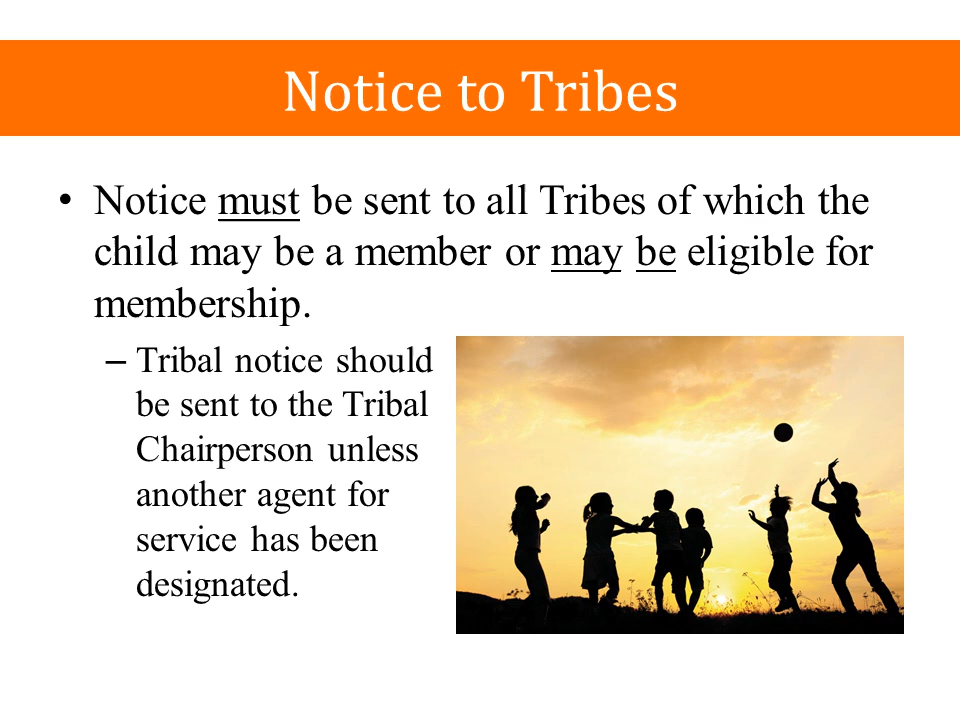 Notice to Tribes
• Notice must be sent to all Tribes of which the
child may be a member or may be eligible for
membership.
– Tribal notice should
be sent to the Tribal
Chairperson unless
another agent for
service has been
designated.